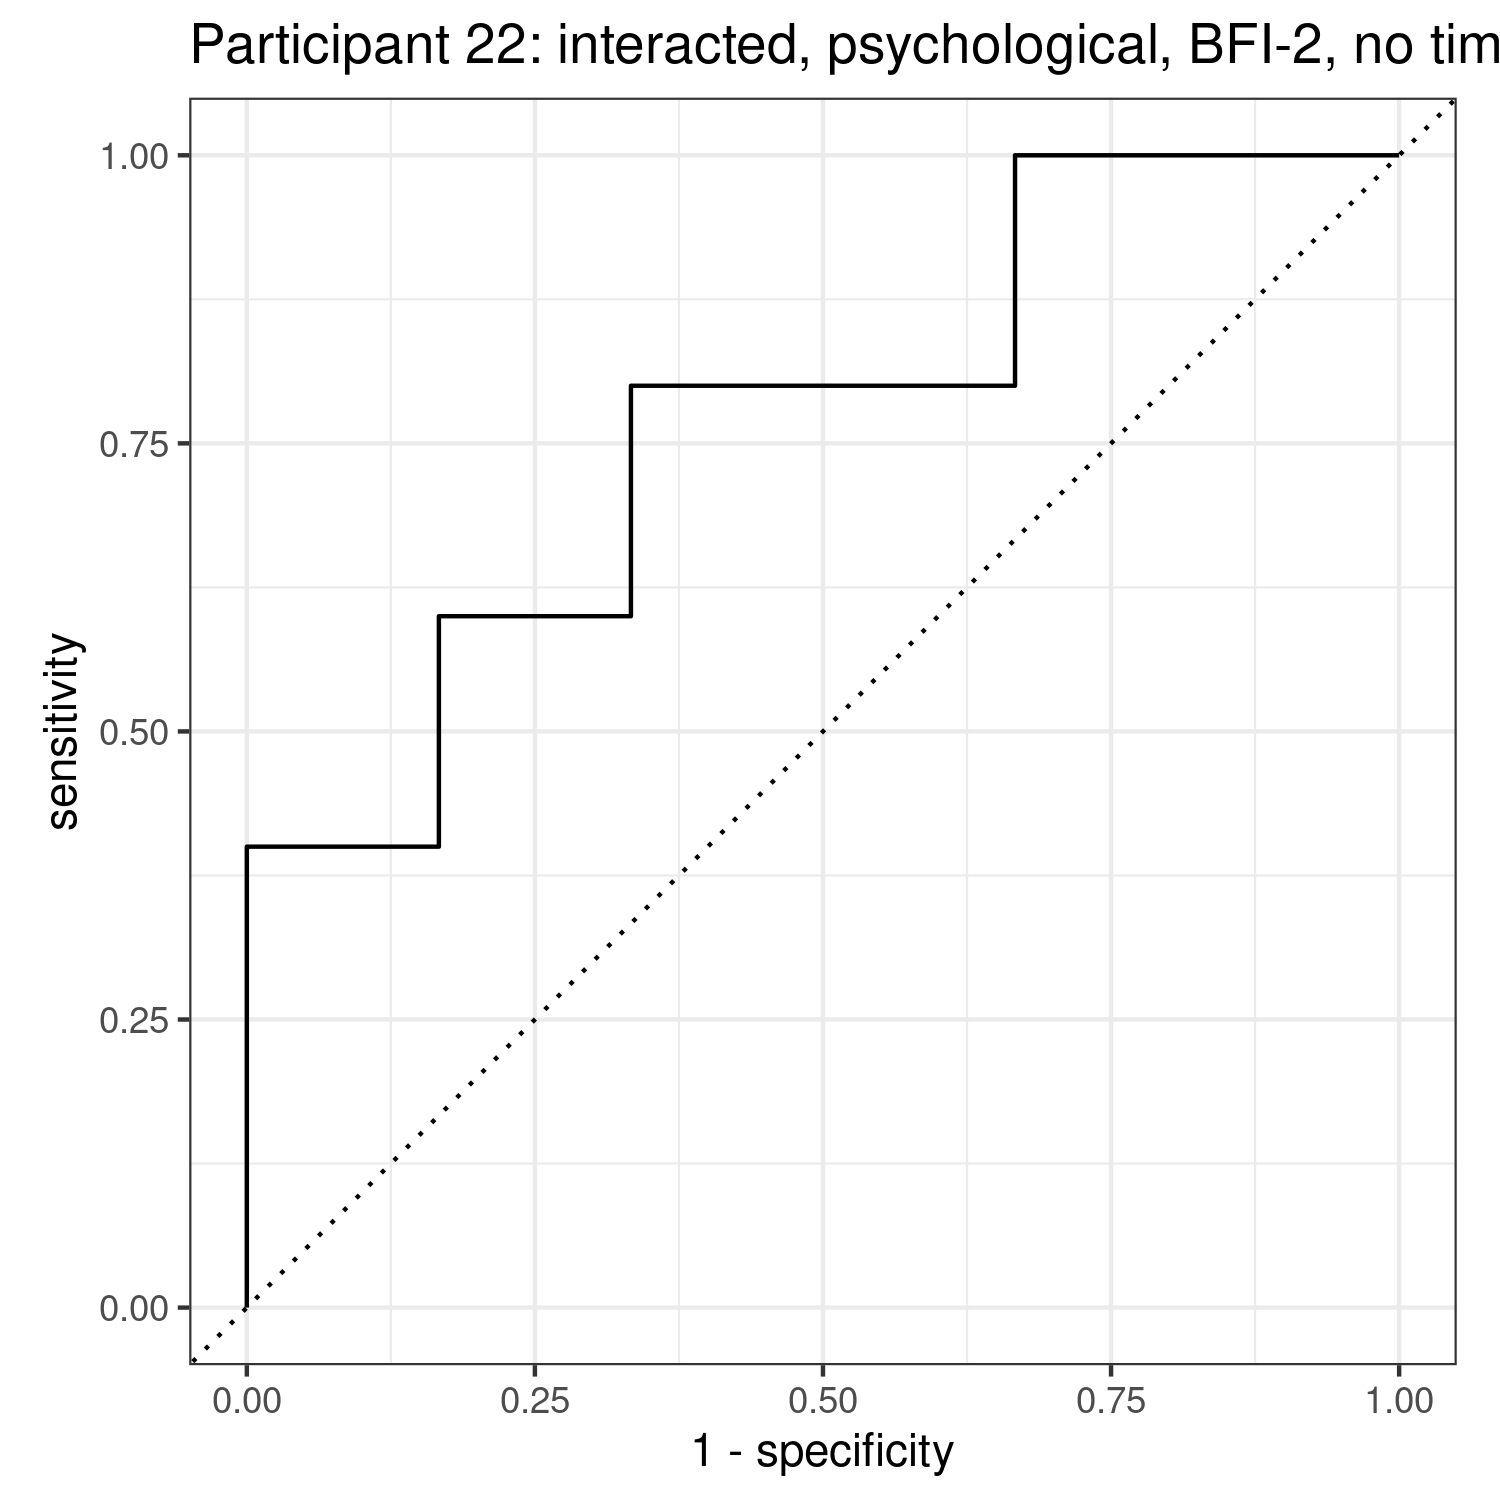 Participant 22: interacted, psychological, BFI-2, no tim
1.00
0.75
0.50
0.25
0.00
sensitivity
0.00 0.25 0.50 0.75 1.00
1 - specificity